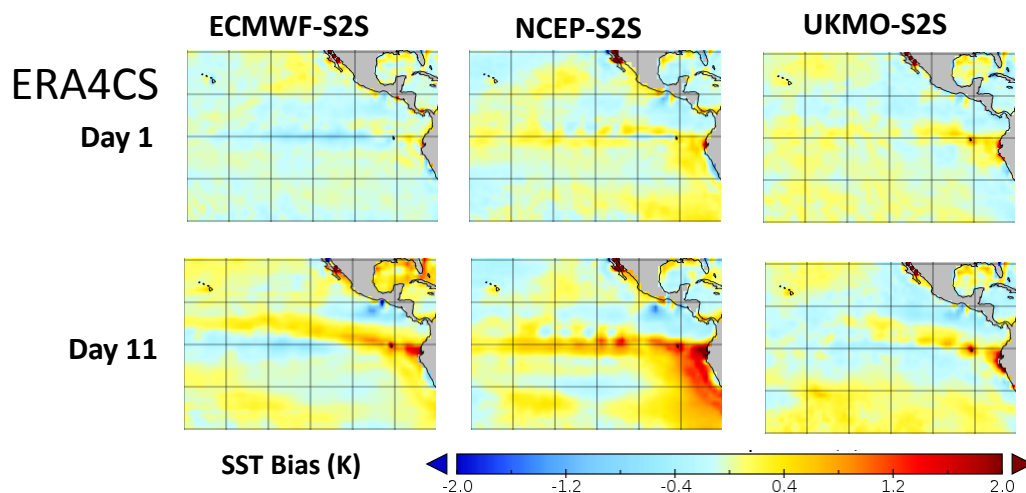 ECMWF-S2S NCEP-S2S UKMO-S2S
ERA4CS
Day 1
Day 11
SST Bias (K)
-2.0 -1.2 -0.4 0.4 1.2 2.0